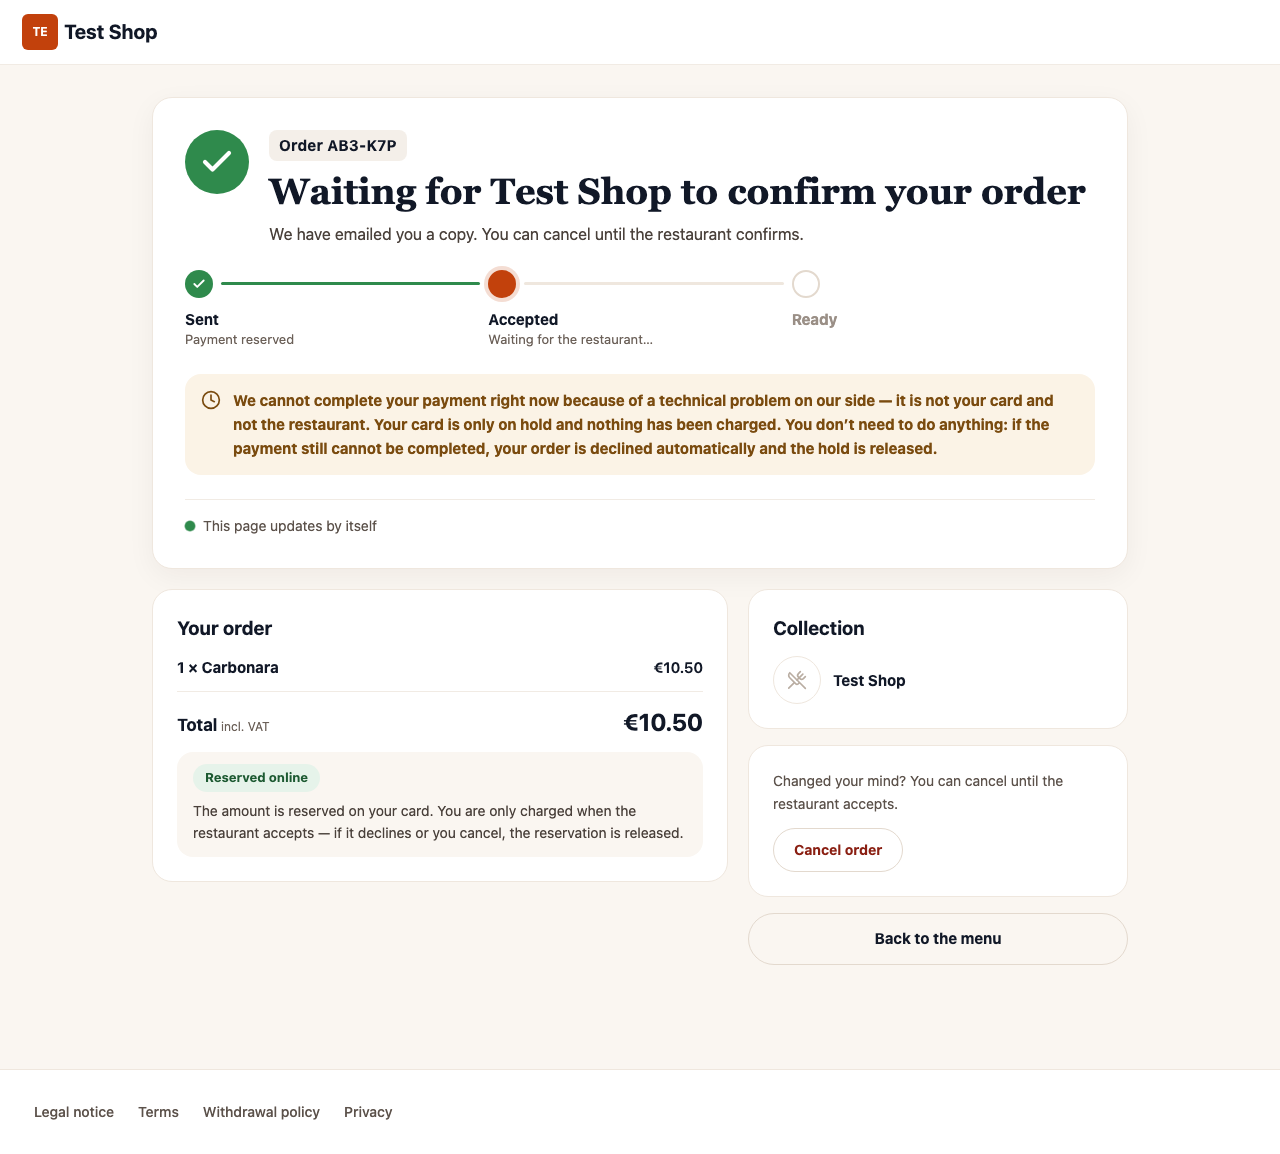 TE Test Shop
Order AB3-K7P
Waiting for Test Shop to confirm your order
We have emailed you a copy. You can cancel until the restaurant confirms.
Sent
Payment reserved
Accepted
Waiting for the restaurant...
Ready
We cannot complete your payment right now because of a technical problem on our side — it is not your card and
not the restaurant. Your card is only on hold and nothing has been charged. You don’t need to do anything: if the
payment still cannot be completed, your order is declined automatically and the hold is released.
This page updates by itself
Your order
1 × Carbonara €10.50
Total incl. VAT €10.50
Reserved online
The amount is reserved on your card. You are only charged when the
restaurant accepts — if it declines or you cancel, the reservation is released.
Collection
Test Shop
Changed your mind? You can cancel until the
restaurant accepts.
Cancel order
Back to the menu
Legal notice Terms Withdrawal policy Privacy